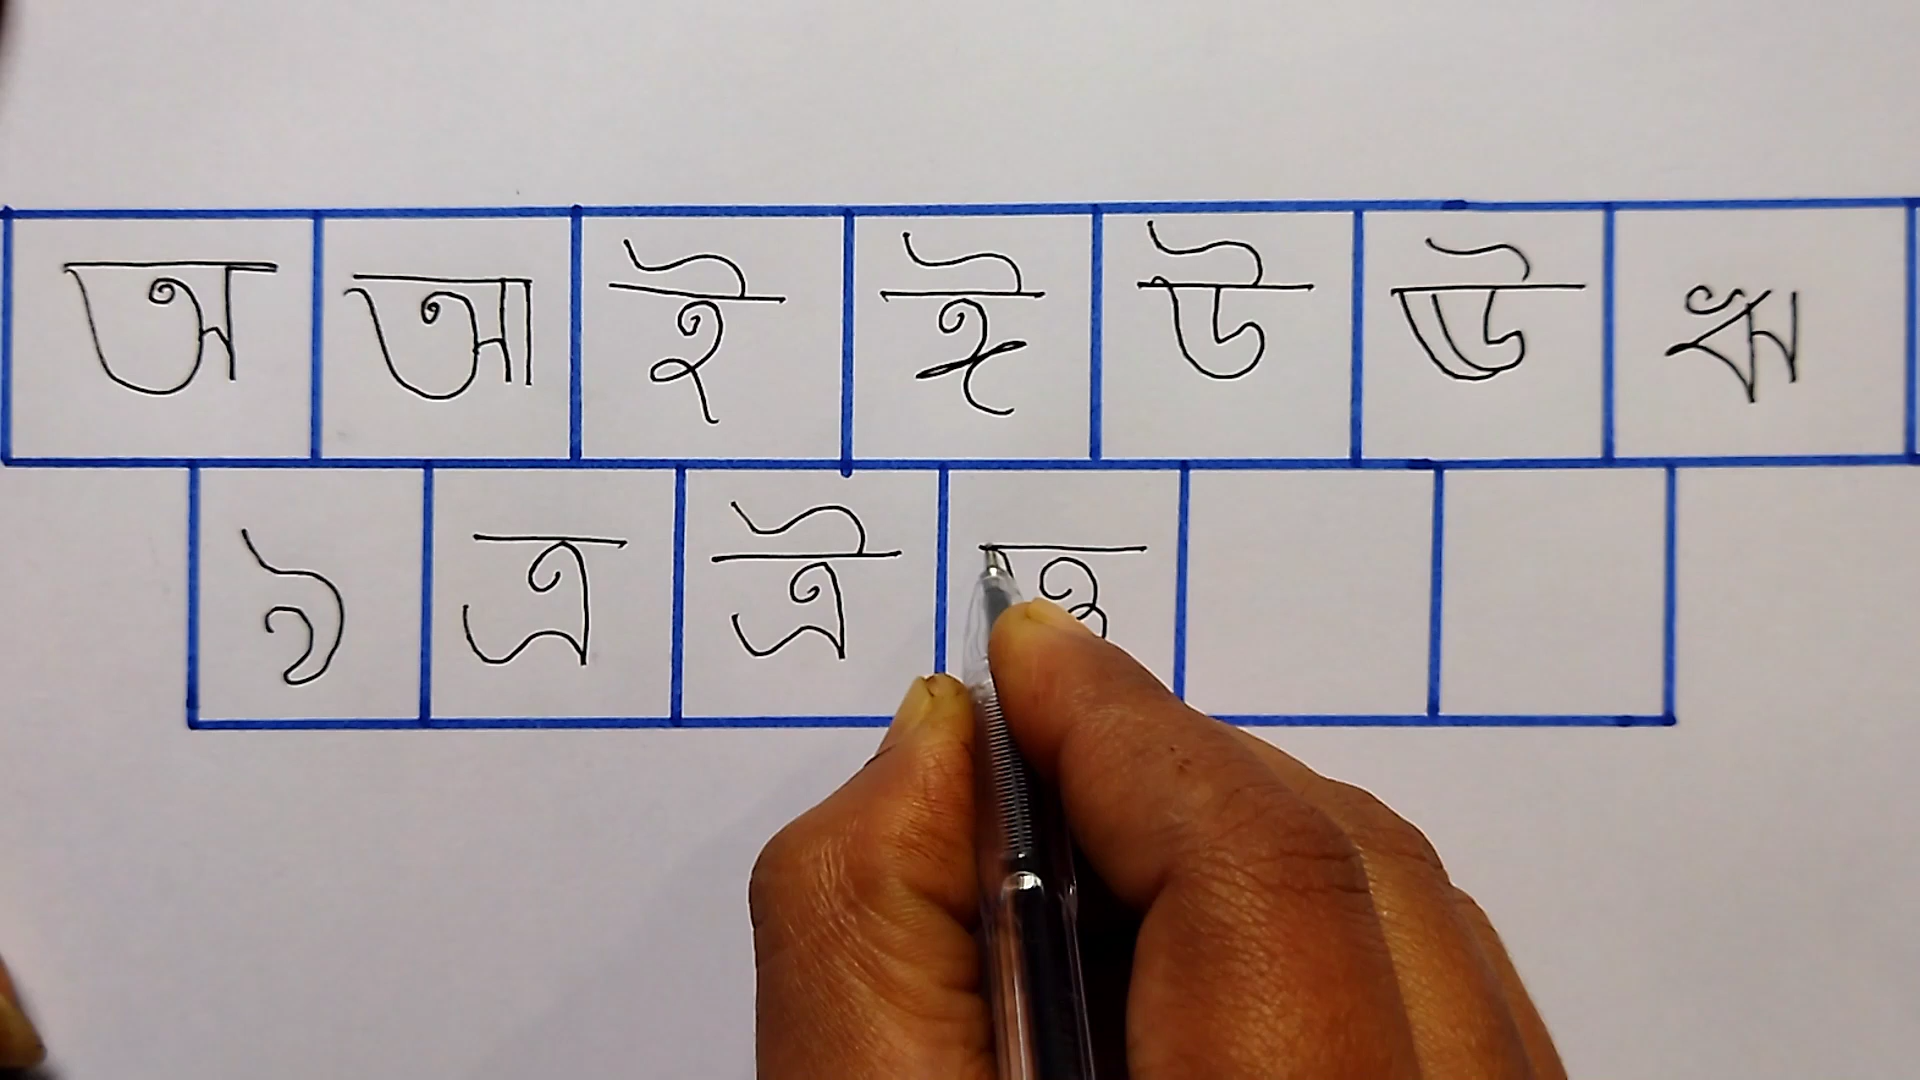 অ আ ই ঈ উ ঊ ঋ
ঌ এ ঐ